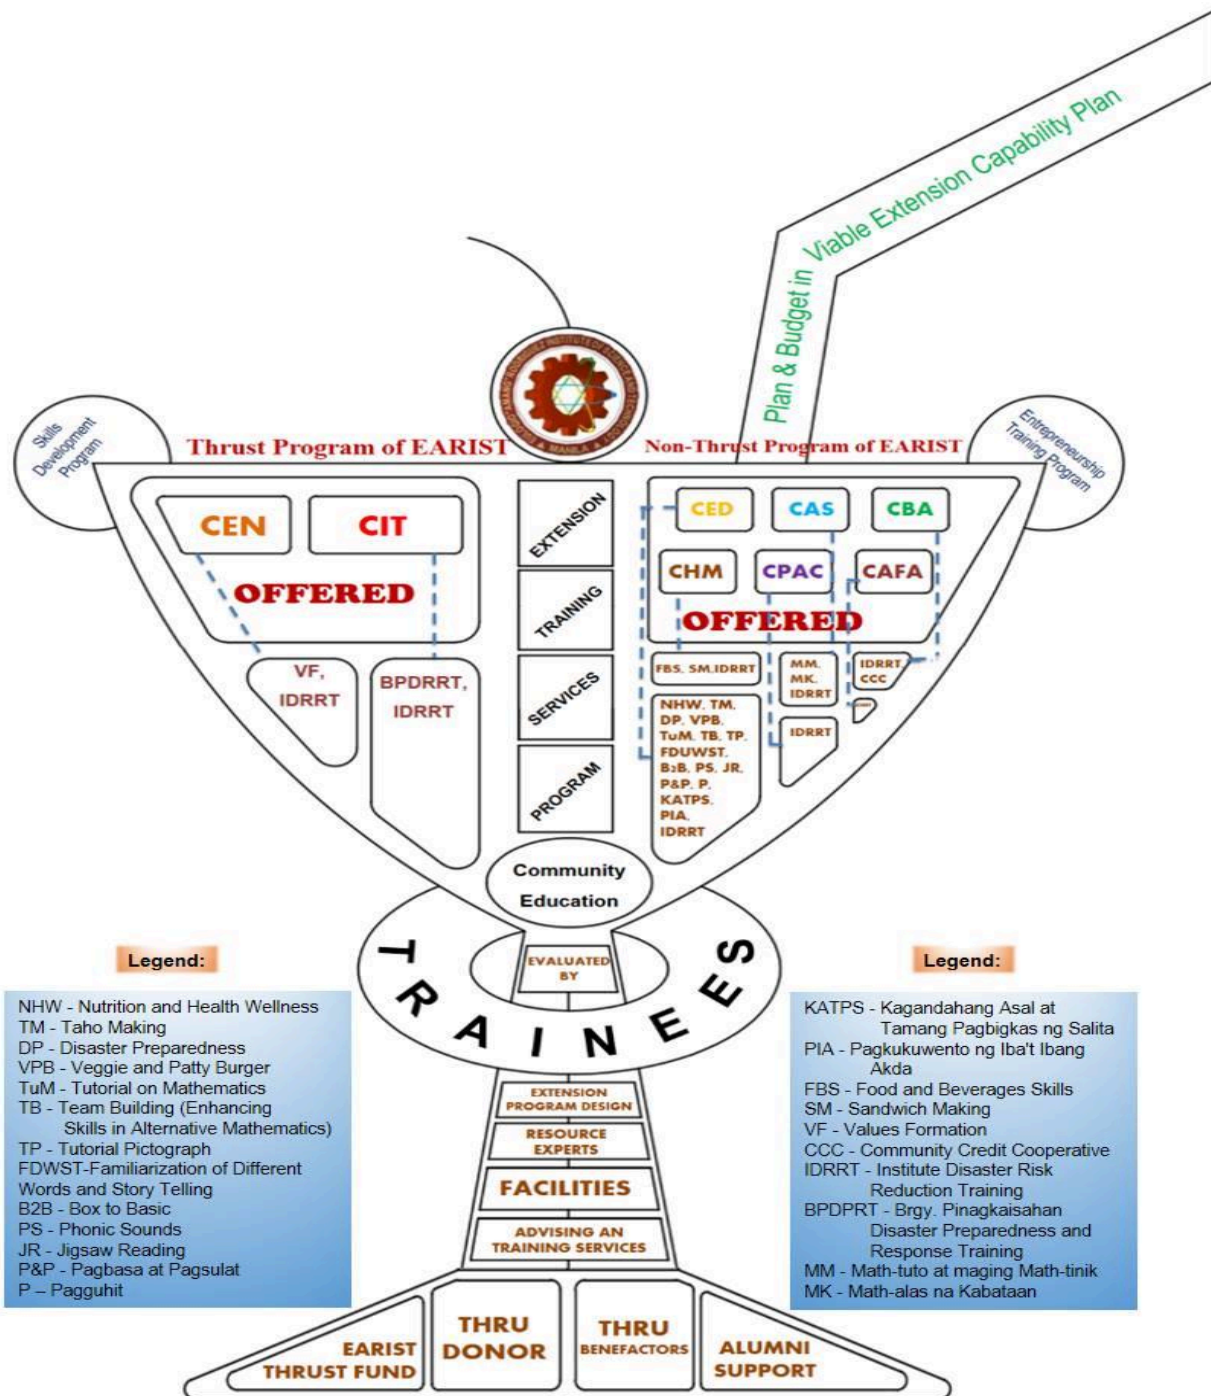 Viable Extension Capability Plan
Plan & Budget in
EULOGIO "AMANG" RODRIGUEZ INSTITUTE OF SCIENCE AND TECHNOLOGY
MANILA
Skills
Development
Program
Thrust Program of EARIST
Non-Thrust Program of EARIST
Entrepreneurship
Training Program
CEN
CIT
OFFERED
VF,
IDRRT
BPDRRT,
IDRRT
EXTENSION
TRAINING
SERVICES
PROGRAM
CED
CAS
CBA
CHM
CPAC
CAFA
OFFERED
FBS. SM.IDRRT
MM.
MK.
IDRRT
IDRRT,
CCC
IDRRT
NHW. TM.
DP. VPB.
TUM. TB. TP.
FDUWST.
B2B. PS. JR.
P&P. P.
KATPS.
PIA.
IDRRT
Community
Education
EVALUATED
BY
TRAINEES
EXTENSION
PROGRAM DESIGN
RESOURCE
EXPERTS
FACILITIES
ADVISING AN
TRAINING SERVICES
EARIST
THRUST FUND
THRU
DONOR
THRU
BENEFACTORS
ALUMNI
SUPPORT
Legend:
NHW - Nutrition and Health Wellness
TM - Taho Making
DP - Disaster Preparedness
VPB - Veggie and Patty Burger
TuM - Tutorial on Mathematics
TB - Team Building (Enhancing
Skills in Alternative Mathematics)
TP - Tutorial Pictograph
FDWST-Familiarization of Different
Words and Story Telling
B2B - Box to Basic
PS - Phonic Sounds
JR - Jigsaw Reading
P&P - Pagbasa at Pagsulat
P – Pagguhit
Legend:
KATPS - Kagandahang Asal at
Tamang Pagbigkas ng Salita
PIA - Pagkukuwento ng Iba't Ibang
Akda
FBS - Food and Beverages Skills
SM - Sandwich Making
VF - Values Formation
CCC - Community Credit Cooperative
IDRRT - Institute Disaster Risk
Reduction Training
BPDPRT - Brgy. Pinagkaisahan
Disaster Preparedness and
Response Training
MM - Math-tuto at maging Math-tinik
MK - Math-alas na Kabataan